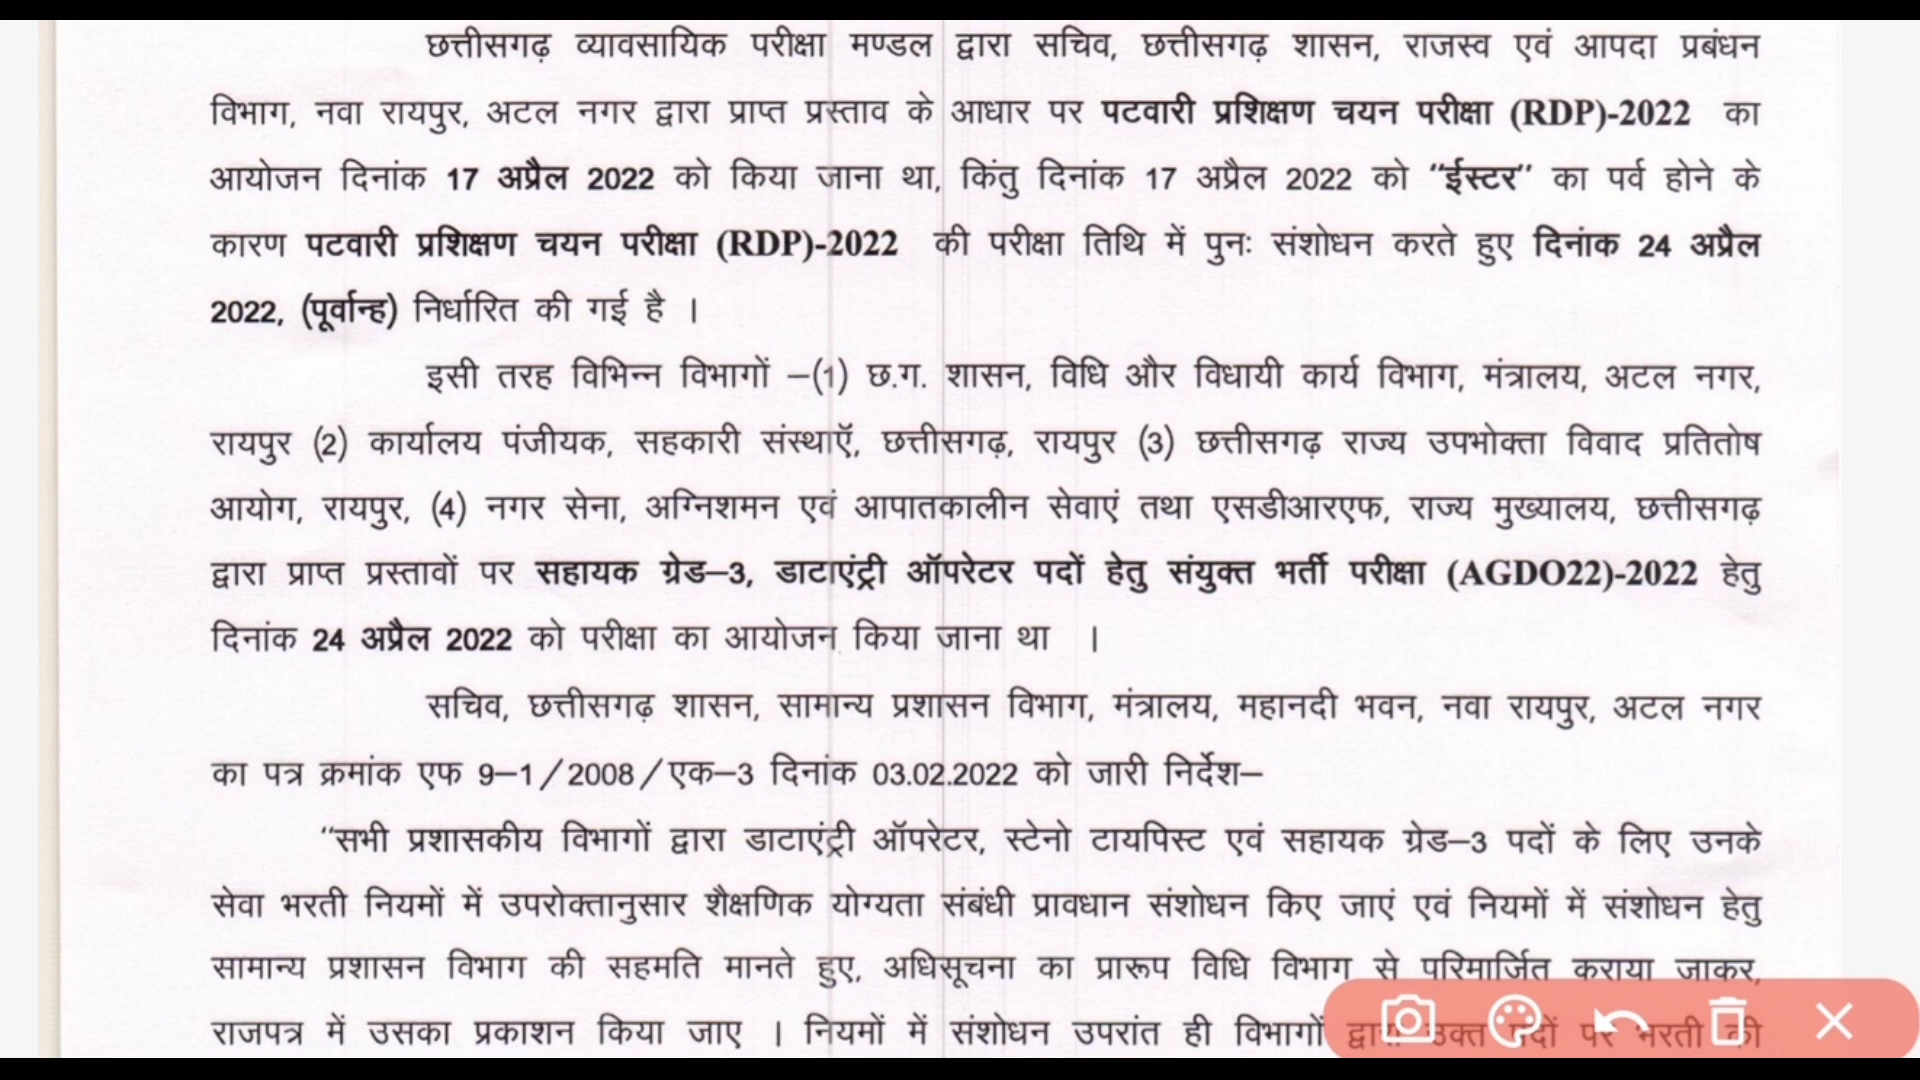 छत्तीसगढ़ व्यावसायिक परीक्षा मण्डल द्वारा सचिव, छत्तीसगढ़ शासन, राजस्व एवं आपदा प्रबंधन
विभाग, नवा रायपुर, अटल नगर द्वारा प्राप्त प्रस्ताव के आधार पर पटवारी प्रशिक्षण चयन परीक्षा (RDP)-2022 का
आयोजन दिनांक 17 अप्रैल 2022 को किया जाना था, किंतु दिनांक 17 अप्रैल 2022 को "ईस्टर" का पर्व होने के
कारण पटवारी प्रशिक्षण चयन परीक्षा (RDP)-2022 की परीक्षा तिथि में पुनः संशोधन करते हुए दिनांक 24 अप्रैल
2022, (पूर्वान्ह) निर्धारित की गई है ।
इसी तरह विभिन्न विभागों –(1) छ.ग. शासन, विधि और विधायी कार्य विभाग, मंत्रालय, अटल नगर,
रायपुर (2) कार्यालय पंजीयक, सहकारी संस्थाऍ, छत्तीसगढ़, रायपुर (3) छत्तीसगढ़ राज्य उपभोक्ता विवाद प्रतितोष
आयोग, रायपुर, (4) नगर सेना, अग्निशमन एवं आपातकालीन सेवाएं तथा एसडीआरएफ, राज्य मुख्यालय, छत्तीसगढ़
द्वारा प्राप्त प्रस्तावों पर सहायक ग्रेड–3, डाटाएंट्री ऑपरेटर पदों हेतु संयुक्त भर्ती परीक्षा (AGDO22)-2022 हेतु
दिनांक 24 अप्रैल 2022 को परीक्षा का आयोजन किया जाना था ।
सचिव, छत्तीसगढ़ शासन, सामान्य प्रशासन विभाग, मंत्रालय, महानदी भवन, नवा रायपुर, अटल नगर
का पत्र क्रमांक एफ 9–1/2008/एक–3 दिनांक 03.02.2022 को जारी निर्देश–
"सभी प्रशासकीय विभागों द्वारा डाटाएंट्री ऑपरेटर, स्टेनो टायपिस्ट एवं सहायक ग्रेड–3 पदों के लिए उनके
सेवा भरती नियमों में उपरोक्तानुसार शैक्षणिक योग्यता संबंधी प्रावधान संशोधन किए जाएं एवं नियमों में संशोधन हेतु
सामान्य प्रशासन विभाग की सहमति मानते हुए, अधिसूचना का प्रारूप विधि विभाग से परिमार्जित कराया जाकर,
राजपत्र में उसका प्रकाशन किया जाए । नियमों में संशोधन उपरांत ही विभागों द्वारा उक्त पदों पर भरती की